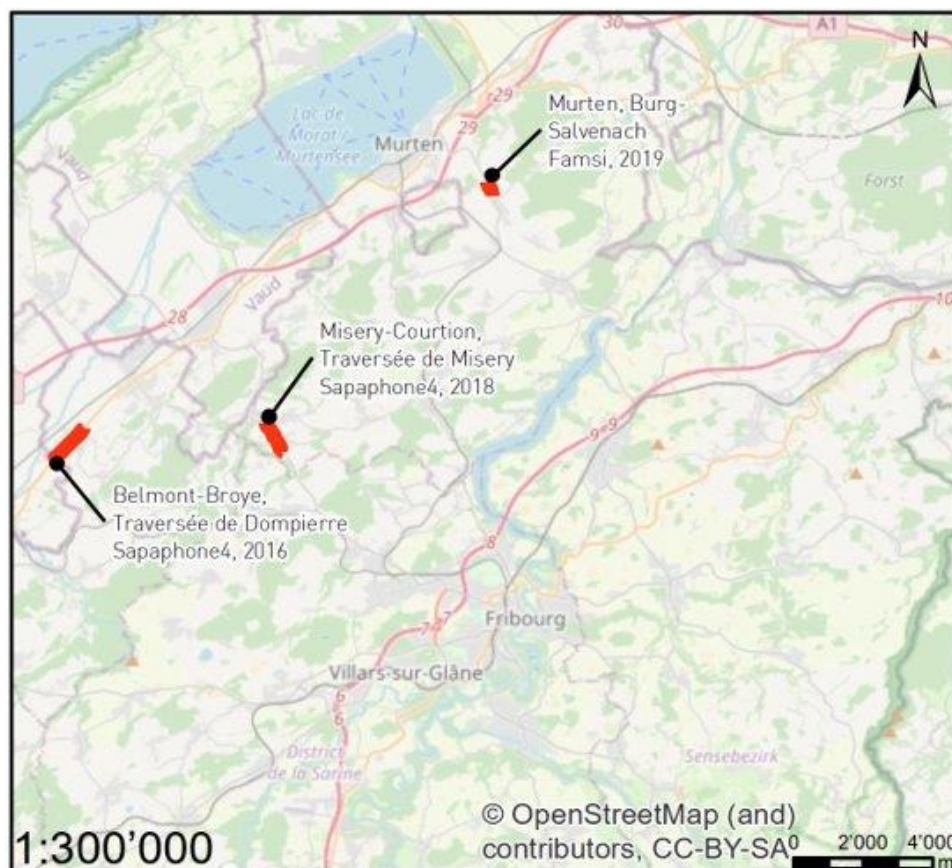 30
A1
N
29
Lac de
Morat /
Murtensee
Murten
29
Murten, Burg-
Salvenach
Famsi, 2019
Vaud
Forst
Vaud
28
10
Misery-Courtion,
Traversée de Misery
Sapaphone4, 2018
9
9
Belmont-Broye,
Traversée de Dompierre
Sapaphone4, 2016
8
Fribourg
7
7
Villars-sur-Glâne
6
6
District
de la Sarine
Sensebezirk
© OpenStreetMap (and)
contributors, CC-BY-SA
0 2'000 4'00
1:300'000